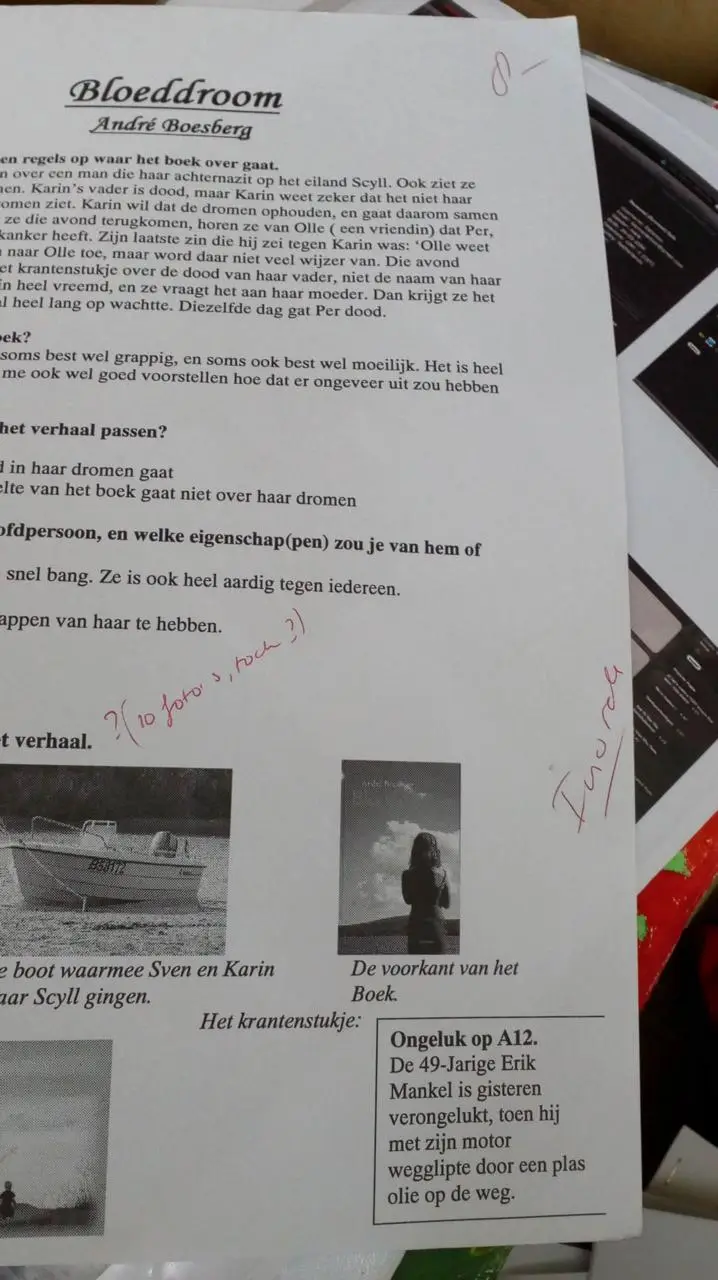 8-
Bloeddroom
André Boesberg
en regels op waar het boek over gaat.
n over een man die haar achternazit op het eiland Scyll. Ook ziet ze
nen. Karin's vader is dood, maar Karin weet zeker dat het niet haar
omen ziet. Karin wil dat de dromen ophouden, en gaat daarom samen
ze die avond terugkomen, horen ze van Olle ( een vriendin) dat Per,
kanker heeft. Zijn laatste zin die hij zei tegen Karin was: 'Olle weet
naar Olle toe, maar word daar niet veel wijzer van. Die avond
et krantenstukje over de dood van haar vader, niet de naam van haar
in heel vreemd, en ze vraagt het aan haar moeder. Dan krijgt ze het
al heel lang op wachtte. Diezelfde dag gat Per dood.
oek?
soms best wel grappig, en soms ook best wel moeilijk. Het is heel
me ook wel goed voorstellen hoe dat er ongeveer uit zou hebben
het verhaal passen?
d in haar dromen gaat
elte van het boek gaat niet over haar dromen
ofdpersoon, en welke eigenschap(pen) zou je van hem of
snel bang. Ze is ook heel aardig tegen iedereen.
appen van haar te hebben.
?(10 foto's, toch?)
t verhaal.
B53172
e boot waarmee Sven en Karin
aar Scyll gingen.
De voorkant van het
Boek.
Het krantenstukje:
Ongeluk op A12.
De 49-Jarige Erik
Mankel is gisteren
verongelukt, toen hij
met zijn motor
wegglipte door een plas
olie op de weg.